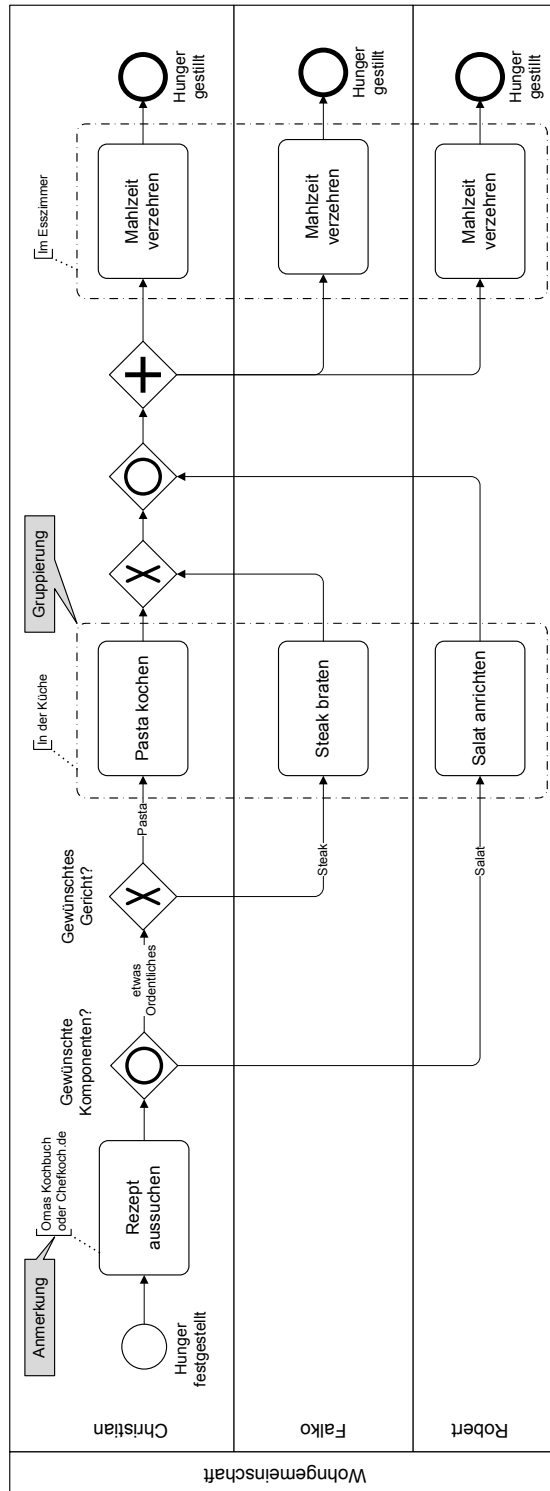 Wohngemeinschaft
Christian
Falko
Robert
Anmerkung
Omas Kochbuch
oder Chefkoch.de
Hunger
festgestellt
Rezept
aussuchen
Gewünschte
Komponenten?
etwas
Ordentliches
Gewünschtes
Gericht?
Pasta
Steak
Salat
In der Küche
Gruppierung
Pasta kochen
Steak braten
Salat anrichten
Im Esszimmer
Mahlzeit
verzehren
Hunger
gestillt
Mahlzeit
verzehren
Hunger
gestillt
Mahlzeit
verzehren
Hunger
gestillt